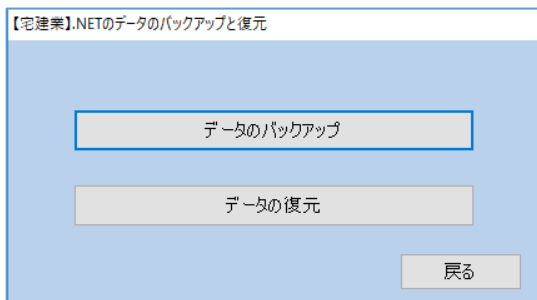 【宅建業】.NETのデータのバックアップと復元
データのバックアップ
データの復元
戻る